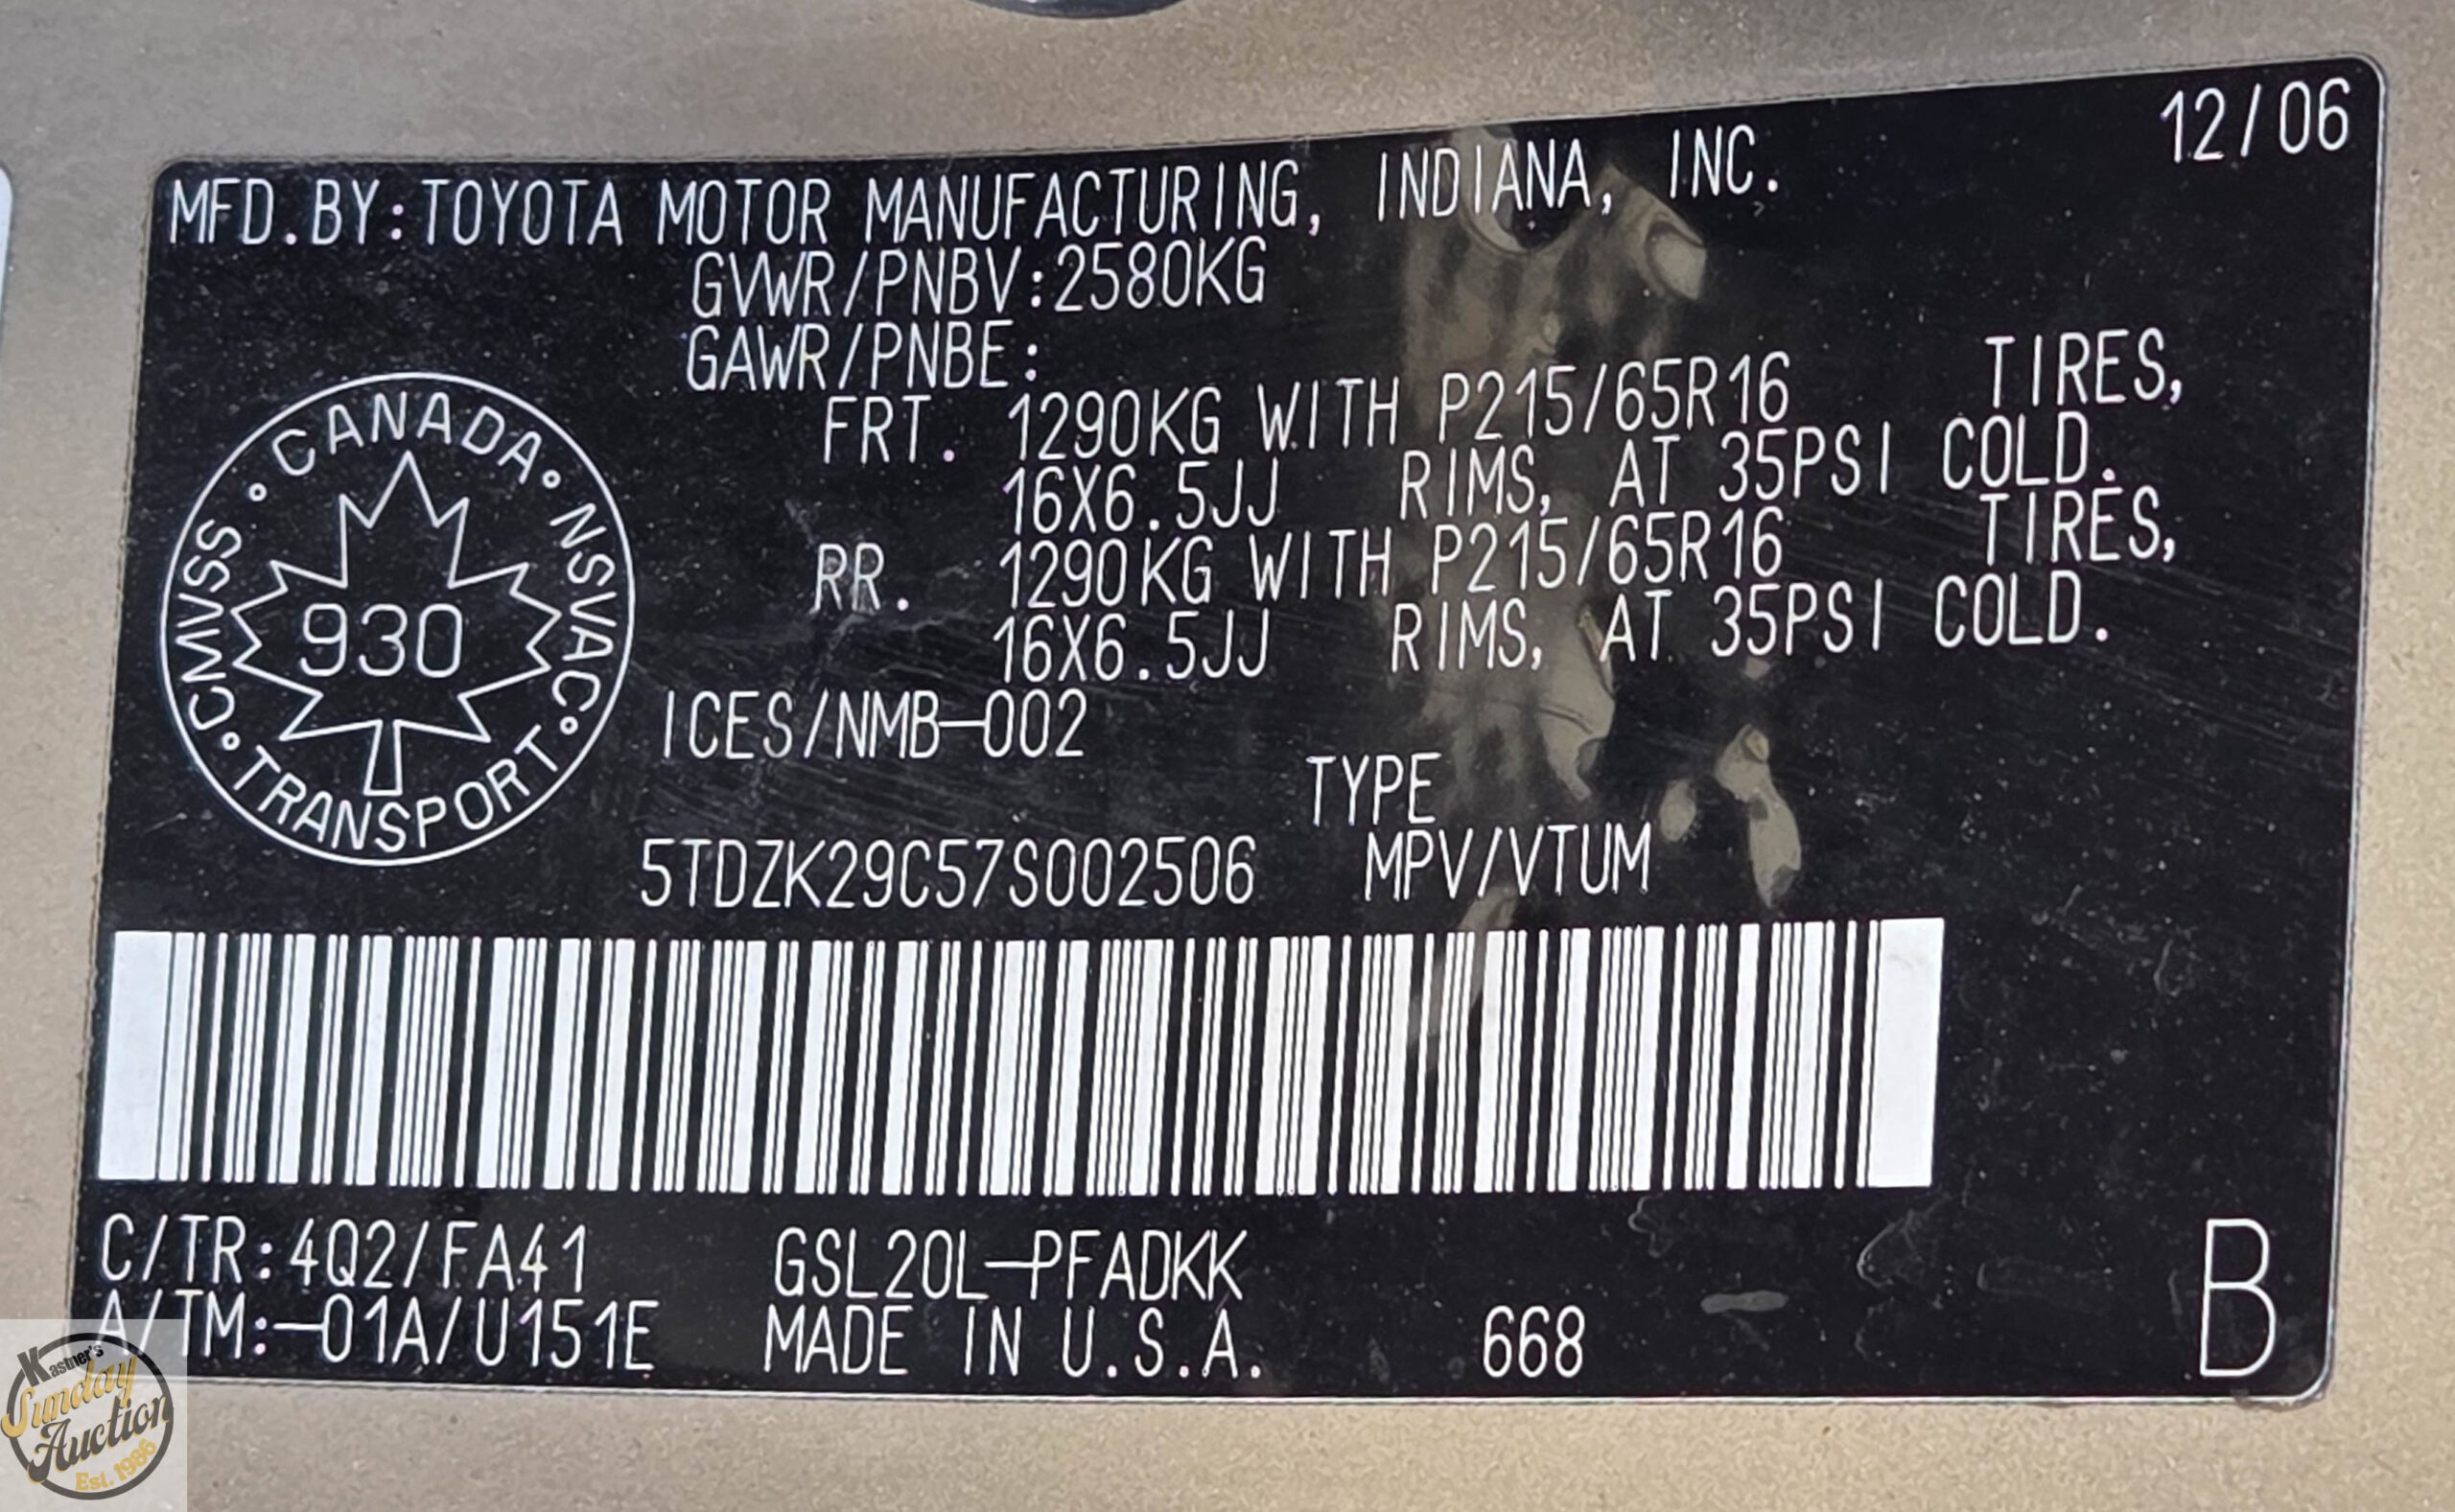 12/06
MFD.BY:TOYOTA MOTOR MANUFACTURING, INDIANA, INC.
GVWR/PNBV:2580KG
GAWR/PNBE:
FRT. 1290KG WITH P215/65R16 TIRES,
16X6.5JJ RIMS, AT 35PSI COLD.
RR. 1290KG WITH P215/65R16 TIRES,
16X6.5JJ RIMS, AT 35PSI COLD.
CANADA · NSVAC · TRANSPORT · CMVSS ·
930
ICES/NMB-002
TYPE
5TDZK29C57S002506 MPV/VTUM
C/TR:4Q2/FA41 GSL20L-PFADKK
A/TM:-01A/U151E MADE IN U.S.A. 668
B
Kastner's
Sunday
Auction
Est. 1986